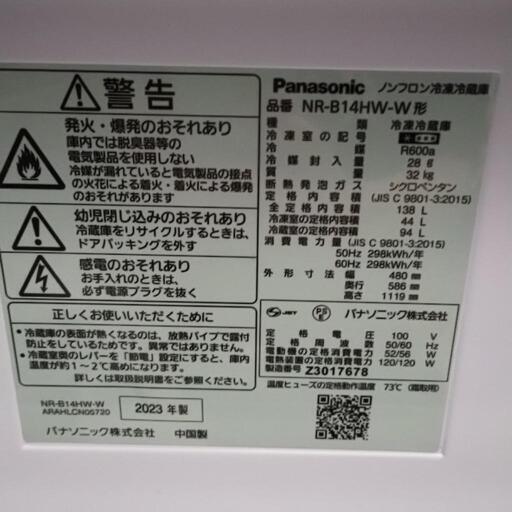 警告
発火・爆発のおそれあり
庫内では脱臭器等の
電気製品を使用しない
冷媒が漏れていると電気製品の接点
の火花による着火・着火により爆発
のおそれがあります
幼児閉じ込みのおそれあり
冷蔵庫をリサイクルするときは、
ドアパッキングを外す
感電のおそれあり
お手入れのときは、
必ず電源プラグを抜く
正しくお使いいただくために
●冷蔵庫の表面が熱くなるのは、放熱パイプで露付
防止をしているためで、異常ではありません
●冷蔵室奥のレバーを「節電」設定にすると、庫内
温度が約1～2℃高めになります
詳しくは取扱説明書をごらんください
NR-B14HW-W
ARAHLCN05720
2023年製
パナソニック株式会社 中国製
Panasonic ノンフロン冷凍冷蔵庫
品番 NR-B14HW-W形
種類 冷凍冷蔵庫
冷凍室の記号
冷媒 R600a
冷媒封入量 28g
質量 32kg
断熱発泡ガス シクロペンタン
定格内容積 (JIS C 9801-3:2015)
全定格内容積 138 L
冷凍室の定格内容積 44 L
冷蔵室の定格内容積 94 L
消費電力量 (JIS C 9801-3:2015)
50Hz 298kWh/年
60Hz 298kWh/年
外形寸法 幅 480 mm
奥行 586 mm
高さ 1119 mm
JET PS E パナソニック株式会社
定格電圧 100 V
定格周波数 50/60 Hz
電動機の定格消費電力 52/56 W
電熱装置の定格消費電力 120/120 W
製造番号 Z3017678
温度ヒューズの定格動作温度 73℃(霜取用)